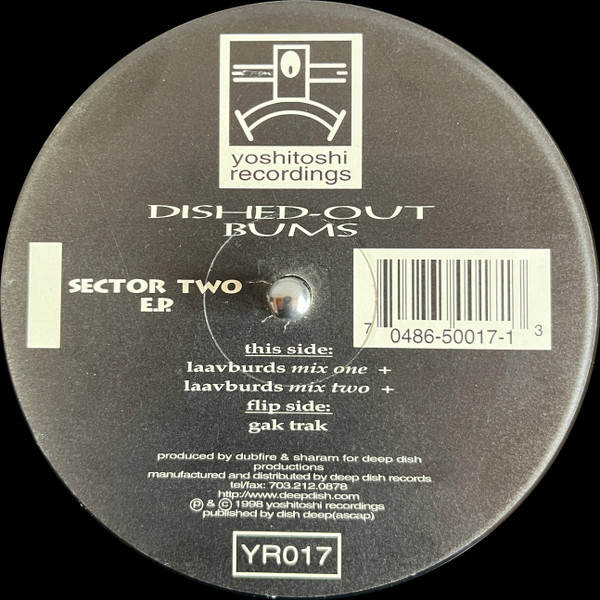 yoshitoshi
recordings
DISHED-OUT
BUMS
SECTOR TWO
E.P.
7 0486-50017-1 3
this side:
laavburds mix one +
laavburds mix two +
flip side:
gak trak
produced by dubfire & sharam for deep dish
productions
manufactured and distributed by deep dish records
tel/fax: 703.212.0878
http://www.deepdish.com
℗ & © 1998 yoshitoshi recordings
published by dish deep(ascap)
YR017